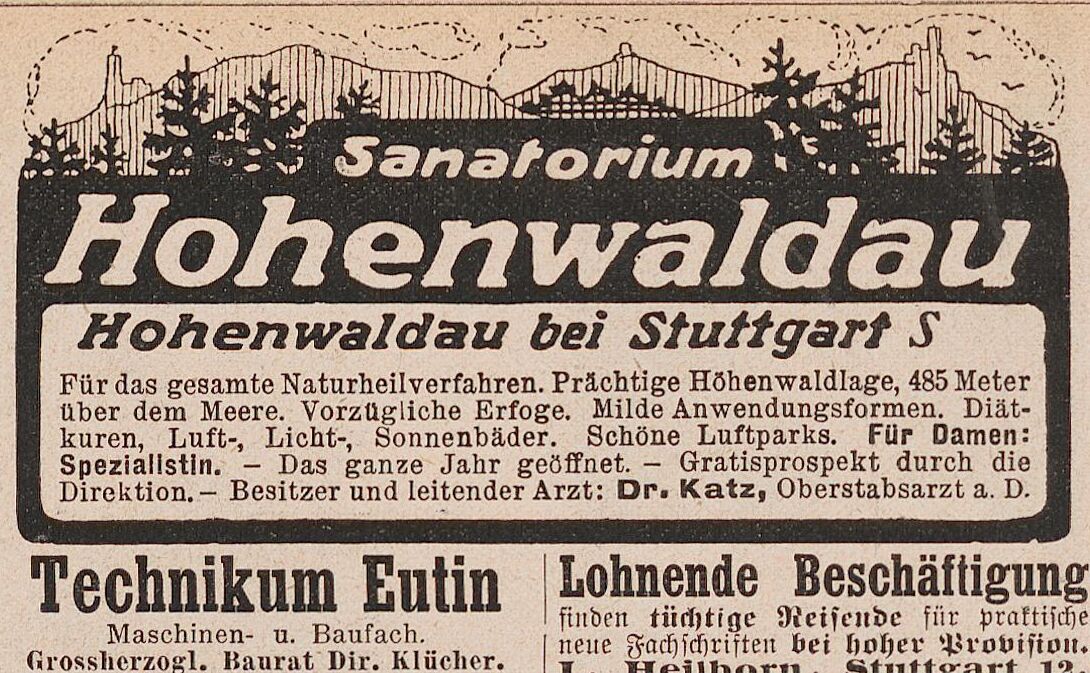 Sanatorium
Hohenwaldau
Hohenwaldau bei Stuttgart S
Für das gesamte Naturheilverfahren. Prächtige Höhenwaldlage, 485 Meter
über dem Meere. Vorzügliche Erfoge. Milde Anwendungsformen. Diät-
kuren, Luft-, Licht-, Sonnenbäder. Schöne Luftparks. Für Damen:
Spezialistin. — Das ganze Jahr geöffnet. — Gratisprospekt durch die
Direktion. — Besitzer und leitender Arzt: Dr. Katz, Oberstabsarzt a. D.
Technikum Eutin
Maschinen- u. Baufach.
Grossherzogl. Baurat Dir. Klücher.
Lohnende Beschäftigung
finden tüchtige Reisende für praktische
neue Fachschriften bei hoher Provision.
L. Heilborn, Stuttgart 12.